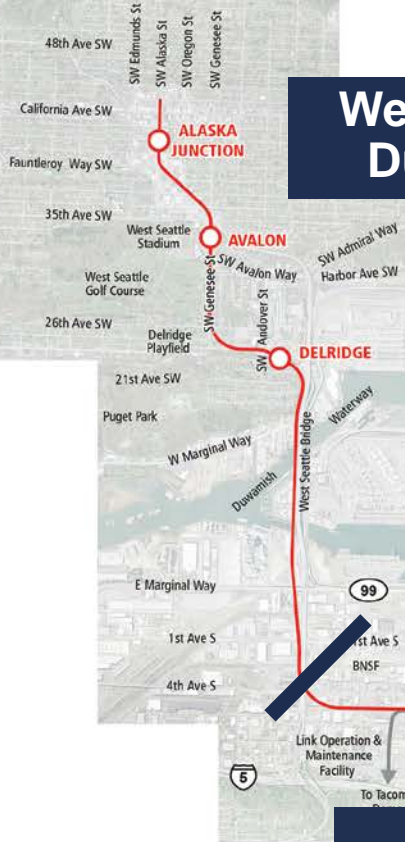 48th Ave SW
SW Edmunds St
SW Alaska St
SW Oregon St
SW Genesee St
California Ave SW
ALASKA
JUNCTION
Fauntleroy Way SW
35th Ave SW
West Seattle
Stadium
AVALON
SW Avalon Way
SW Admiral Way
Harbor Ave SW
West Seattle
Golf Course
SW Genesee St
SW Andover St
26th Ave SW
Delridge
Playfield
DELRIDGE
21st Ave SW
Puget Park
Waterway
W Marginal Way
West Seattle Bridge
Duwamish
E Marginal Way
99
1st Ave S
1st Ave S
BNSF
4th Ave S
Link Operation &
Maintenance
Facility
5
To